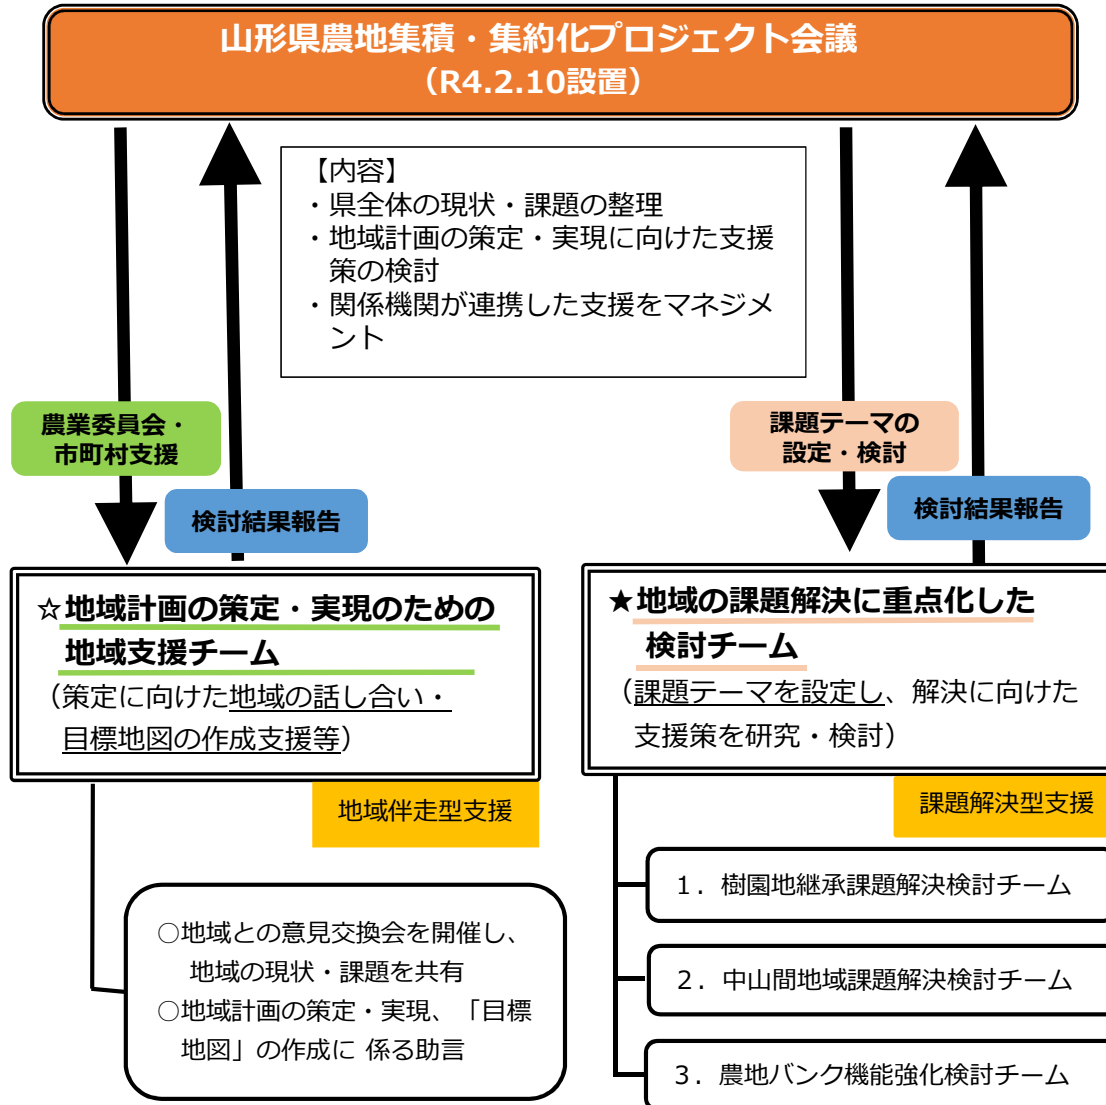 山形県農地集積・集約化プロジェクト会議
（R4.2.10設置）
【内容】
・県全体の現状・課題の整理
・地域計画の策定・実現に向けた支援
策の検討
・関係機関が連携した支援をマネジメ
ント
農業委員会・
市町村支援
検討結果報告
課題テーマの
設定・検討
検討結果報告
☆地域計画の策定・実現のための
地域支援チーム
（策定に向けた地域の話し合い・
目標地図の作成支援等）
地域伴走型支援
○地域との意見交換会を開催し、
地域の現状・課題を共有
○地域計画の策定・実現、「目標
地図」の作成に 係る助言
★地域の課題解決に重点化した
検討チーム
（課題テーマを設定し、解決に向けた
支援策を研究・検討）
課題解決型支援
１．樹園地継承課題解決検討チーム
２．中山間地域課題解決検討チーム
３．農地バンク機能強化検討チーム